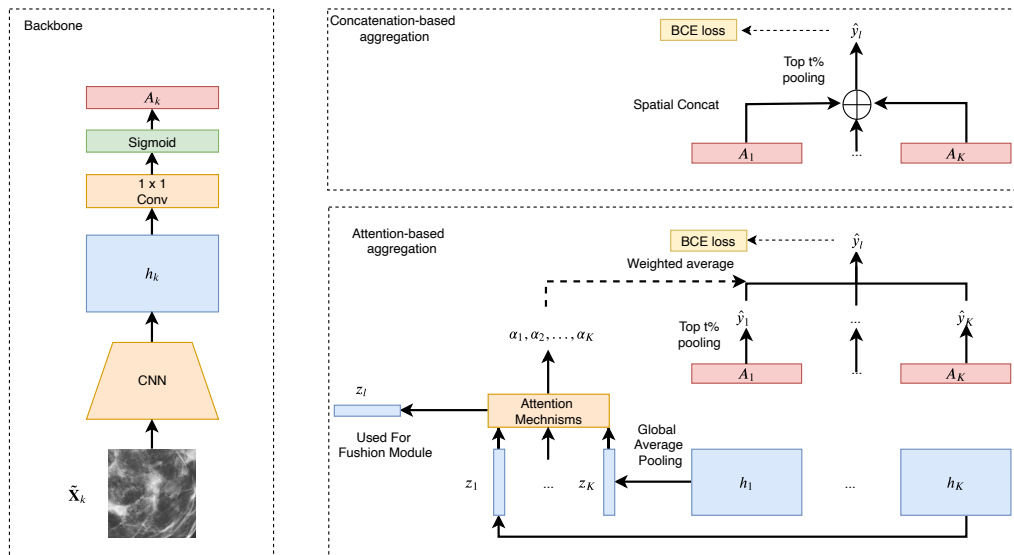 Backbone
A_k
Sigmoid
1 x 1
Conv
h_k
CNN
X̃_k
Concatenation-based
aggregation
BCE loss
ŷ_l
Top t%
pooling
Spatial Concat
A_1
...
A_K
Attention-based
aggregation
BCE loss
ŷ_l
Weighted average
ŷ_1
...
ŷ_K
α_1, α_2, . . . , α_K
Top t%
pooling
A_1
...
A_K
z_l
Attention
Mechnisms
Used For
Fushion Module
Global
Average
Pooling
z_1
...
z_K
h_1
...
h_K